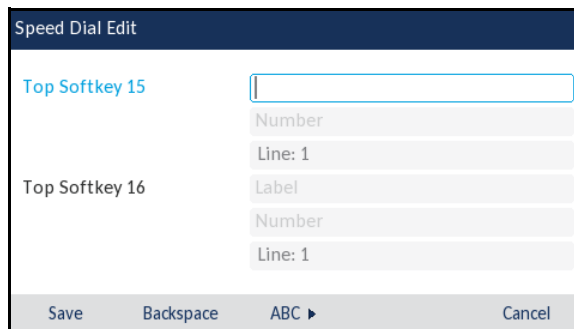 Speed Dial Edit
Top Softkey 15
Number
Line: 1
Top Softkey 16 Label
Number
Line: 1
Save Backspace ABC ▶ Cancel